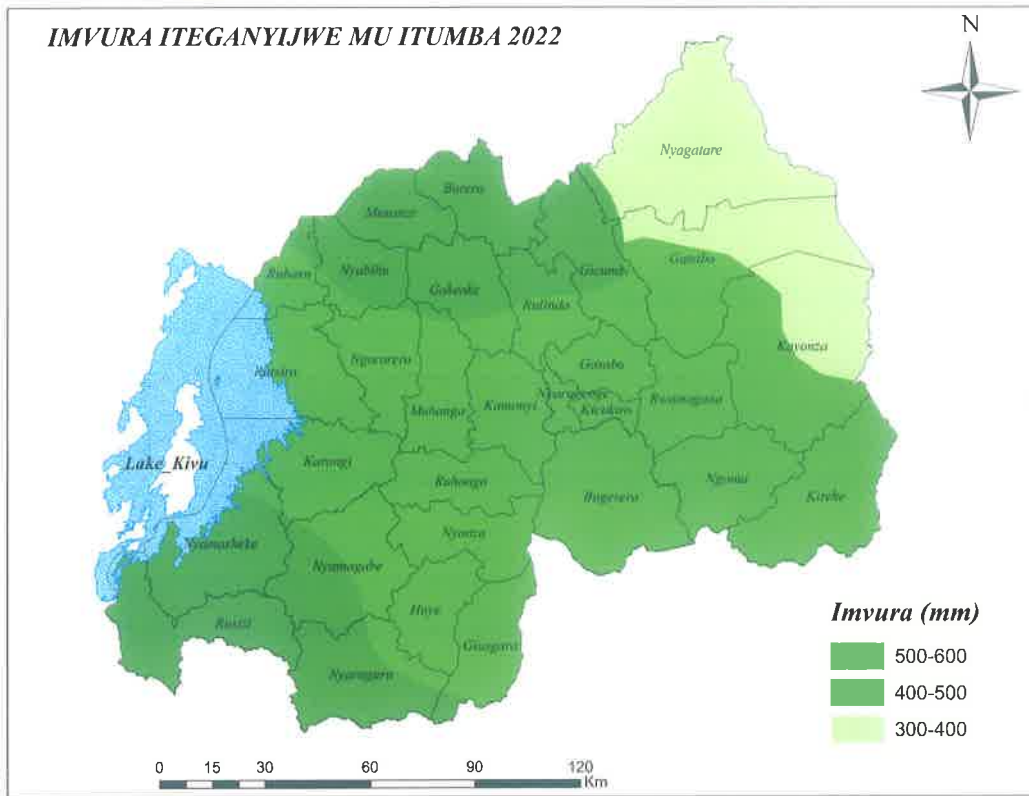 IMVURA ITEGANYIJWE MU ITUMBA 2022
N
Nyagatare
Burera
Musanze
Gatsibo
Rubavu
Nyabihu
Gakenke
Gicumbi
Rulindo
Kayonza
Rutsiro
Ngororero
Gasabo
Muhanga
Kamonyi
Nyarugenge
Kicukiro
Rwamagana
Lake_Kivu
Karongi
Ruhango
Bugesera
Ngoma
Kirehe
Nyamasheke
Nyanza
Nyamagabe
Huye
Rusizi
Gisagara
Nyaruguru
Imvura (mm)
500-600
400-500
300-400
0 15 30 60 90 120
Km